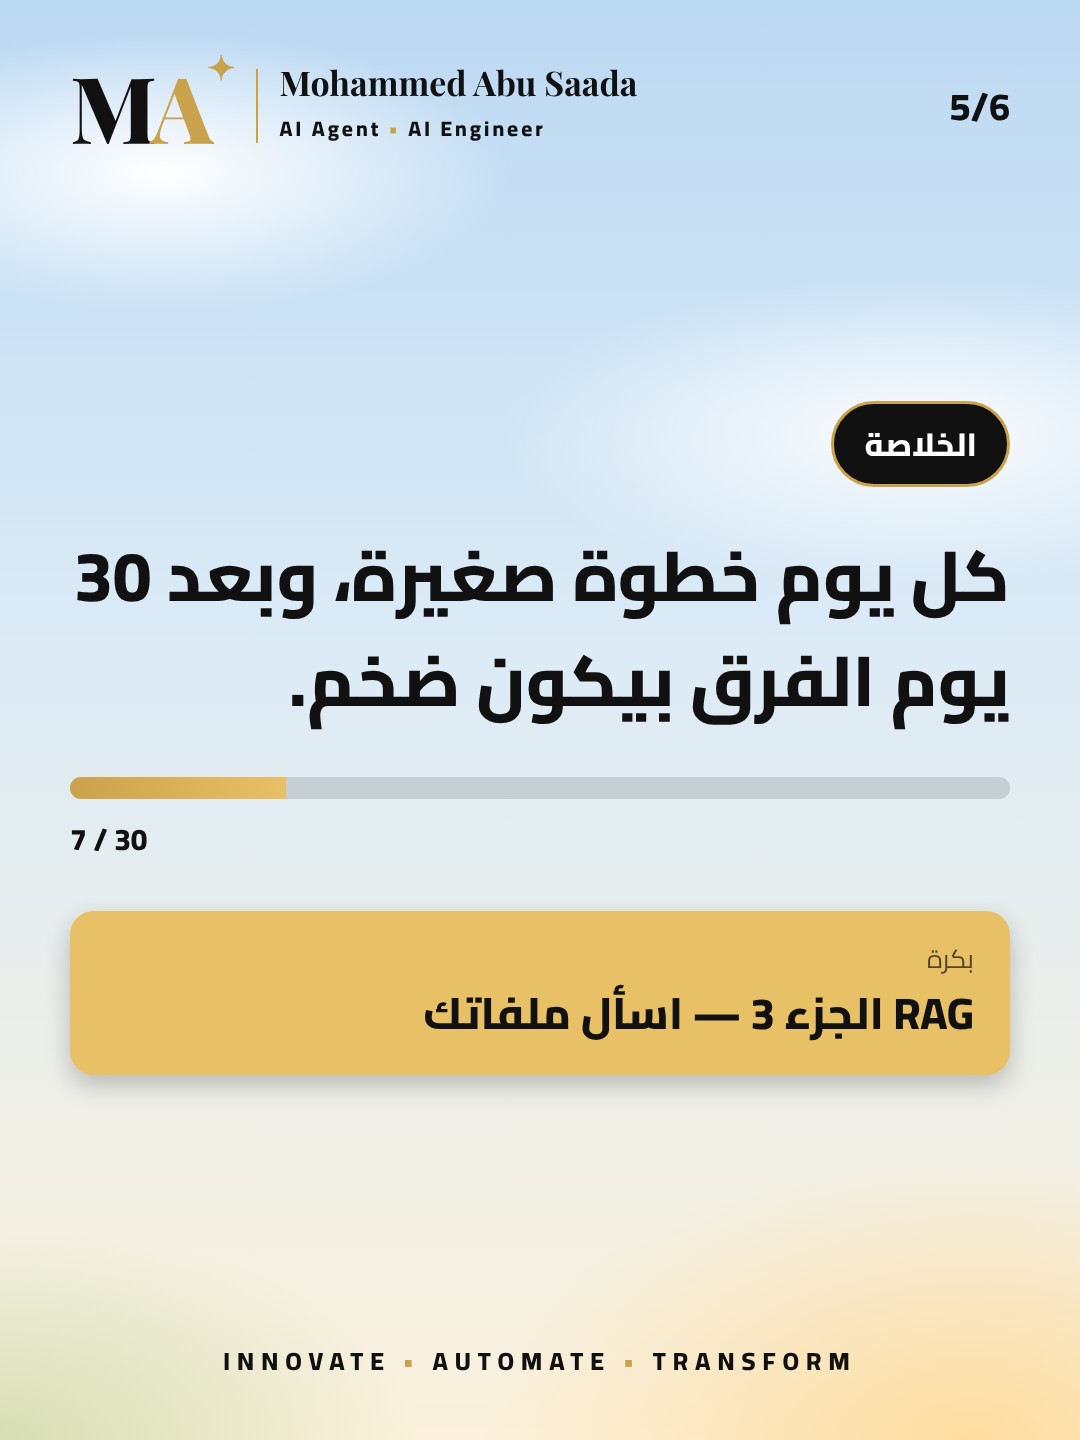 MA
Mohammed Abu Saada
AI Agent ▪ AI Engineer
5/6
الخلاصة
كل يوم خطوة صغيرة، وبعد 30
يوم الفرق بيكون ضخم.
7 / 30
بكرة
RAG الجزء 3 — اسأل ملفاتك
INNOVATE ▪ AUTOMATE ▪ TRANSFORM